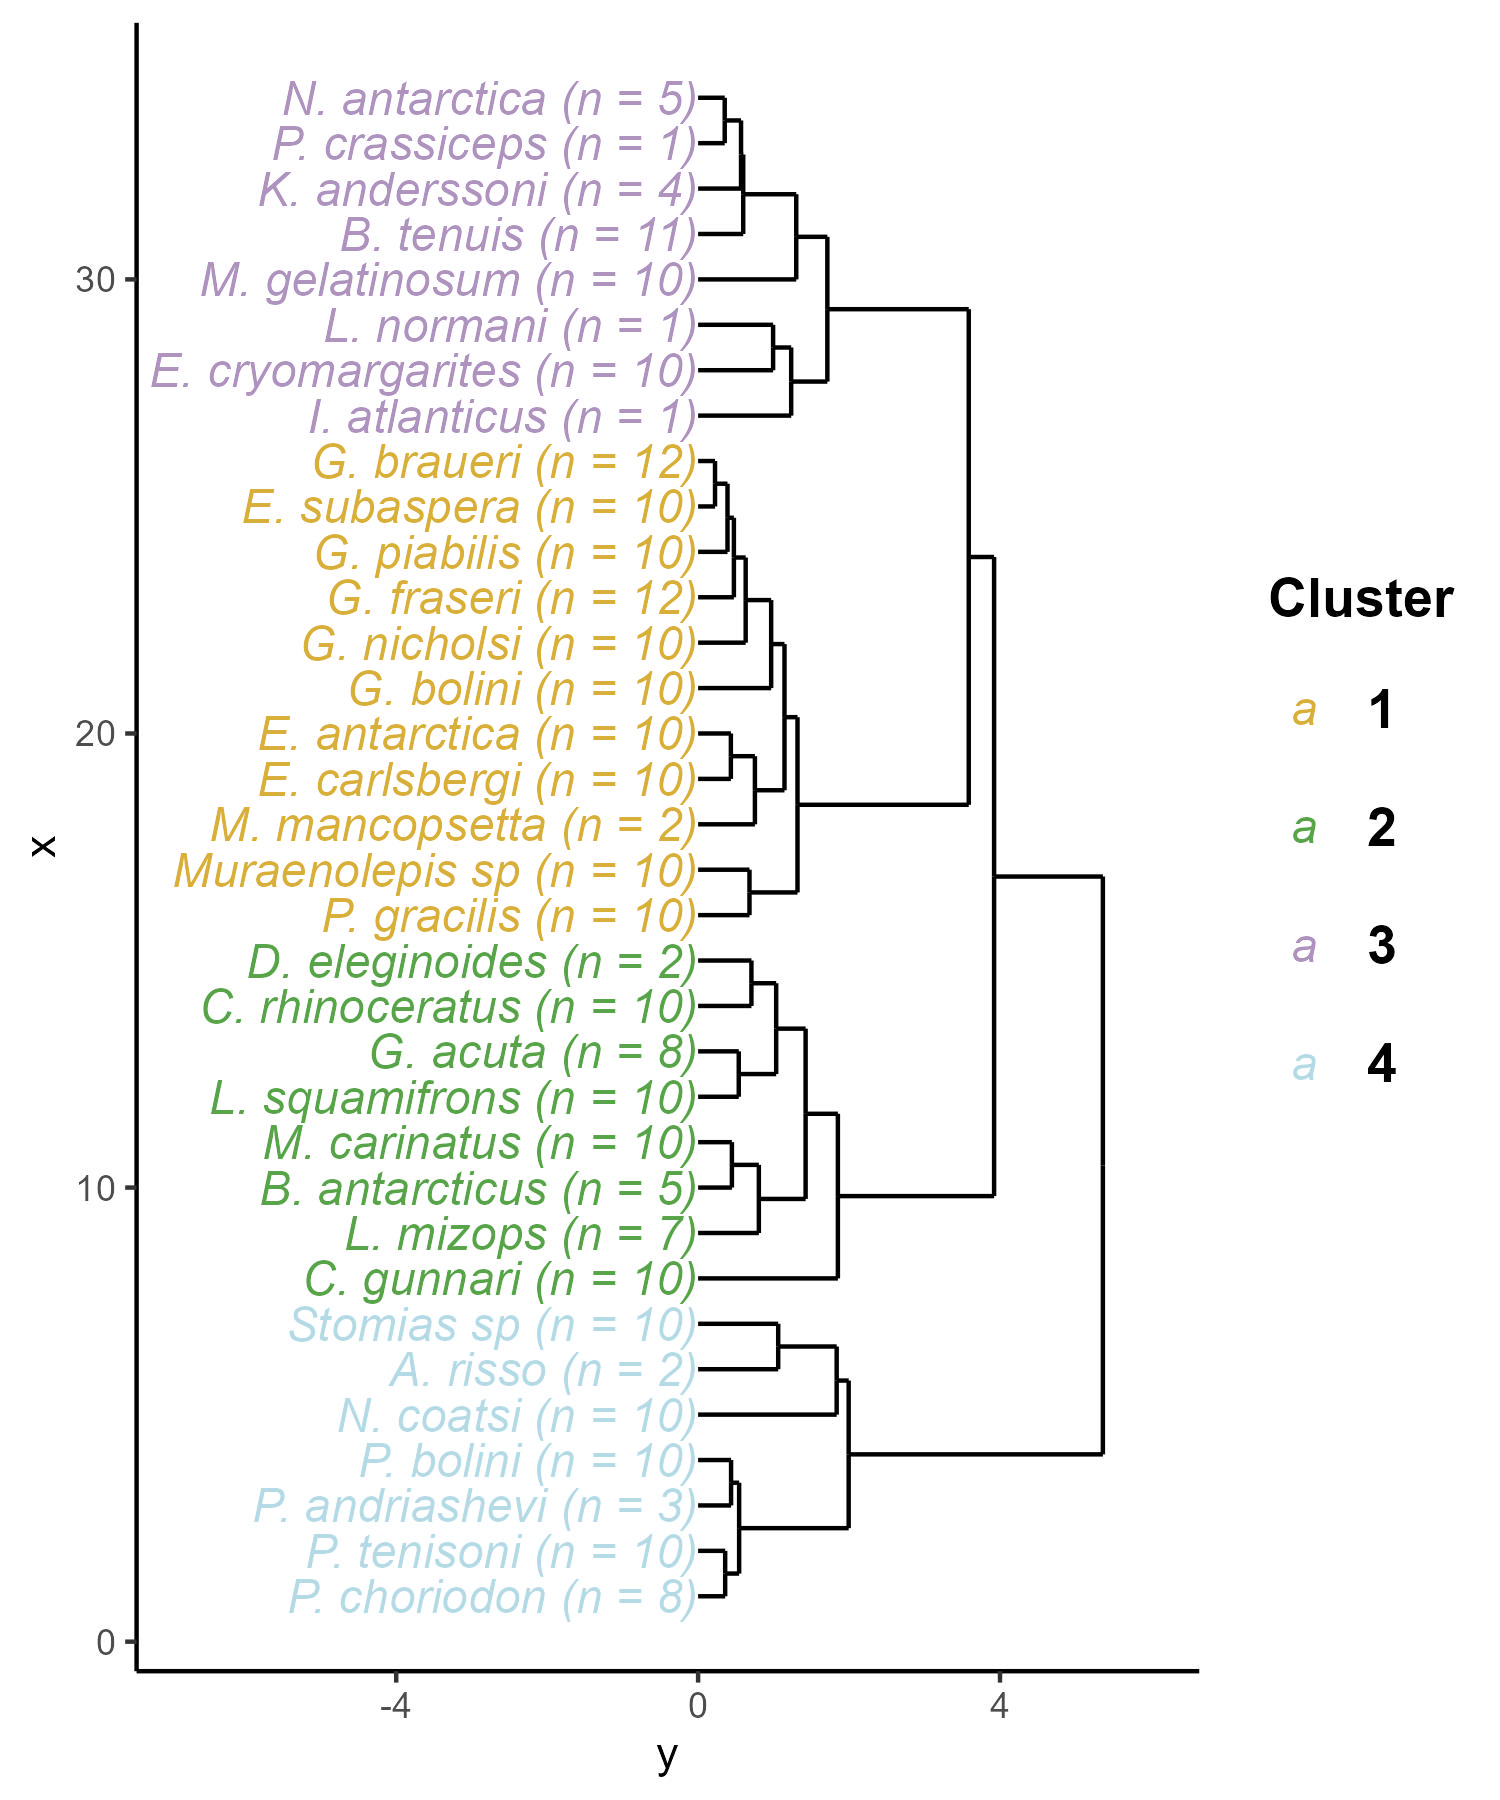 N. antarctica (n = 5)
P. crassiceps (n = 1)
K. anderssoni (n = 4)
B. tenuis (n = 11)
30
M. gelatinosum (n = 10)
L. normani (n = 1)
E. cryomargarites (n = 10)
I. atlanticus (n = 1)
G. braueri (n = 12)
E. subaspera (n = 10)
G. piabilis (n = 10)
G. fraseri (n = 12)
G. nicholsi (n = 10)
G. bolini (n = 10)
20
E. antarctica (n = 10)
E. carlsbergi (n = 10)
M. mancopsetta (n = 2)
x
Muraenolepis sp (n = 10)
P. gracilis (n = 10)
D. eleginoides (n = 2)
C. rhinoceratus (n = 10)
G. acuta (n = 8)
L. squamifrons (n = 10)
M. carinatus (n = 10)
10
B. antarcticus (n = 5)
L. mizops (n = 7)
C. gunnari (n = 10)
Stomias sp (n = 10)
A. risso (n = 2)
N. coatsi (n = 10)
P. bolini (n = 10)
P. andriashevi (n = 3)
P. tenisoni (n = 10)
P. choriodon (n = 8)
0
-4 0 4
y
Cluster
a 1
a 2
a 3
a 4